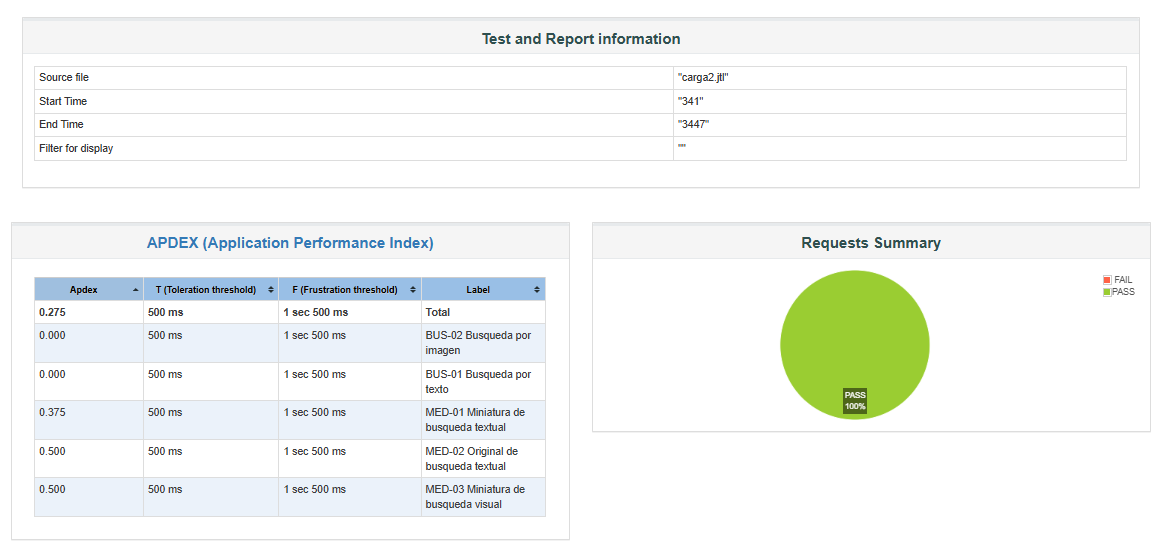 Test and Report information
Source file "carga2.jtl"
Start Time "341"
End Time "3447"
Filter for display ""
APDEX (Application Performance Index)
Apdex T (Toleration threshold) F (Frustration threshold) Label
0.275 500 ms 1 sec 500 ms Total
0.000 500 ms 1 sec 500 ms BUS-02 Busqueda por
imagen
0.000 500 ms 1 sec 500 ms BUS-01 Busqueda por
texto
0.375 500 ms 1 sec 500 ms MED-01 Miniatura de
busqueda textual
0.500 500 ms 1 sec 500 ms MED-02 Original de
busqueda textual
0.500 500 ms 1 sec 500 ms MED-03 Miniatura de
busqueda visual
Requests Summary
FAIL
PASS
PASS
100%